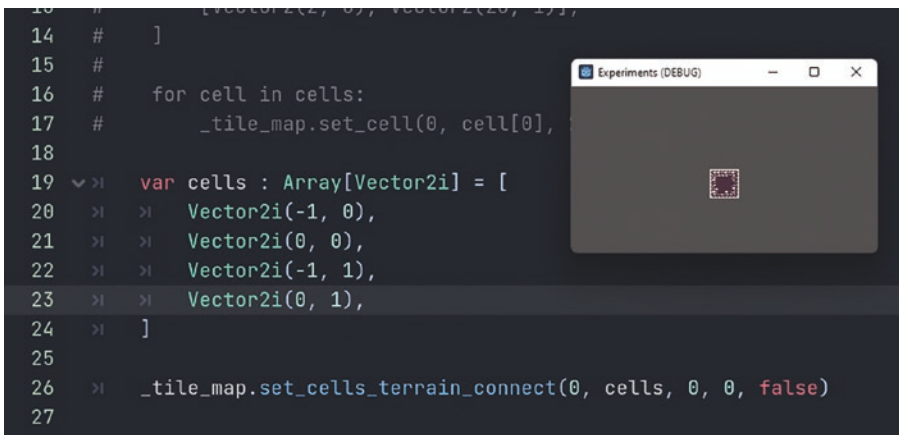 14 # ]
15 #
16 # for cell in cells:
17 # _tile_map.set_cell(0, cell[0],
18
19 var cells : Array[Vector2i] = [
20 Vector2i(-1, 0),
21 Vector2i(0, 0),
22 Vector2i(-1, 1),
23 Vector2i(0, 1),
24 ]
25
26 _tile_map.set_cells_terrain_connect(0, cells, 0, 0, false)
27
Experiments (DEBUG)